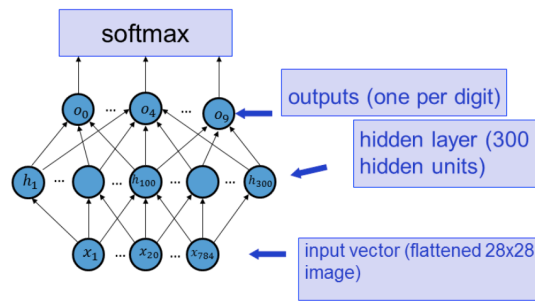 softmax
o0 ... o4 ... o9
outputs (one per digit)
hidden layer (300
hidden units)
h1 ... ... h100 ... ... h300
x1 ... x20 ... x784
input vector (flattened 28x28
image)